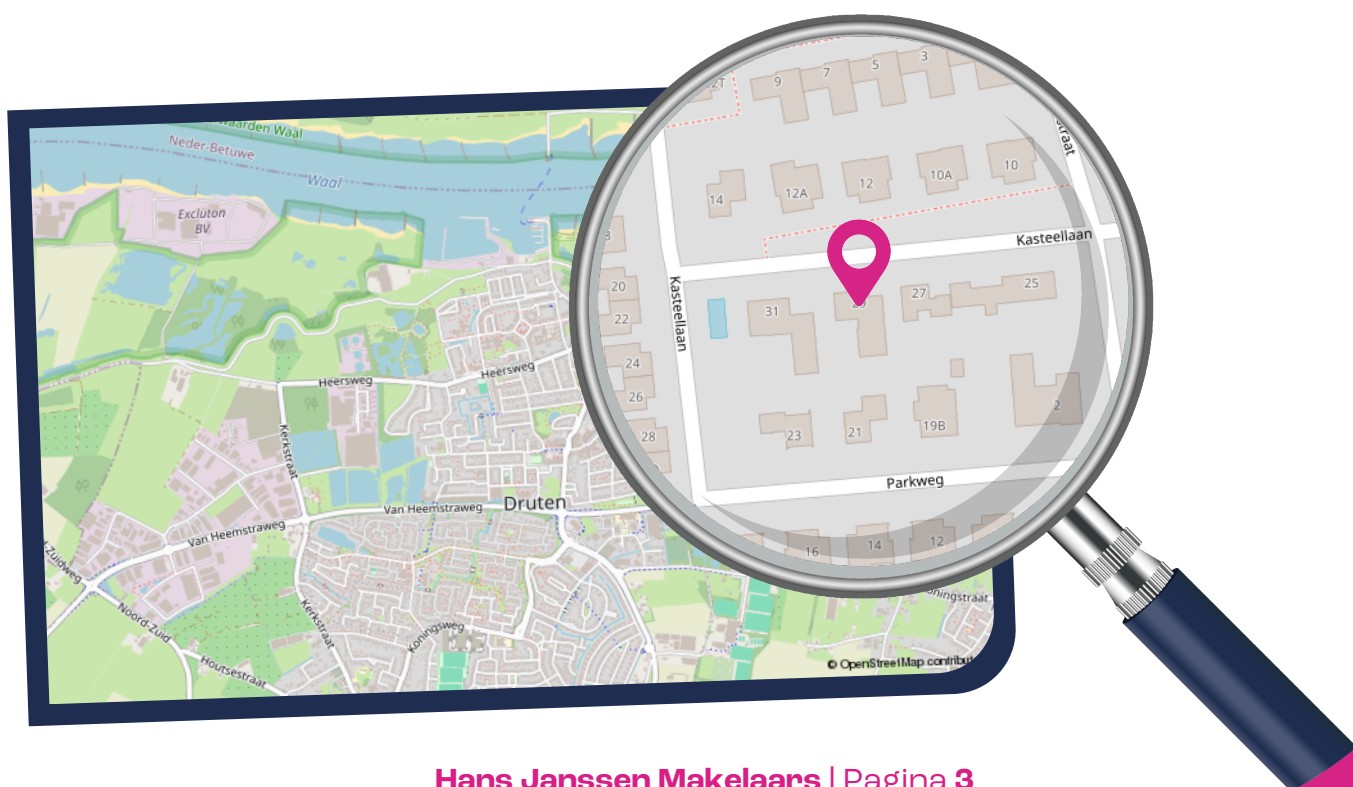 Waarden Waal
Neder-Betuwe
Waal
Excluton
BV
Heersweg
Heersweg
Kerkstraat
Van Heemstraweg
Druten
Van Heemstraweg
Zuidweg
Noord-Zuid
Kerkstraat
Koningsweg
Houtsestraat
© OpenStreetMap
9
7
5
3
14
12A
12
10A
10
Kasteellaan
Kasteellaan
20
22
24
26
28
31
27
25
23
21
19B
2
Parkweg
16
14
12
Hans Janssen Makelaars | Pagina 3